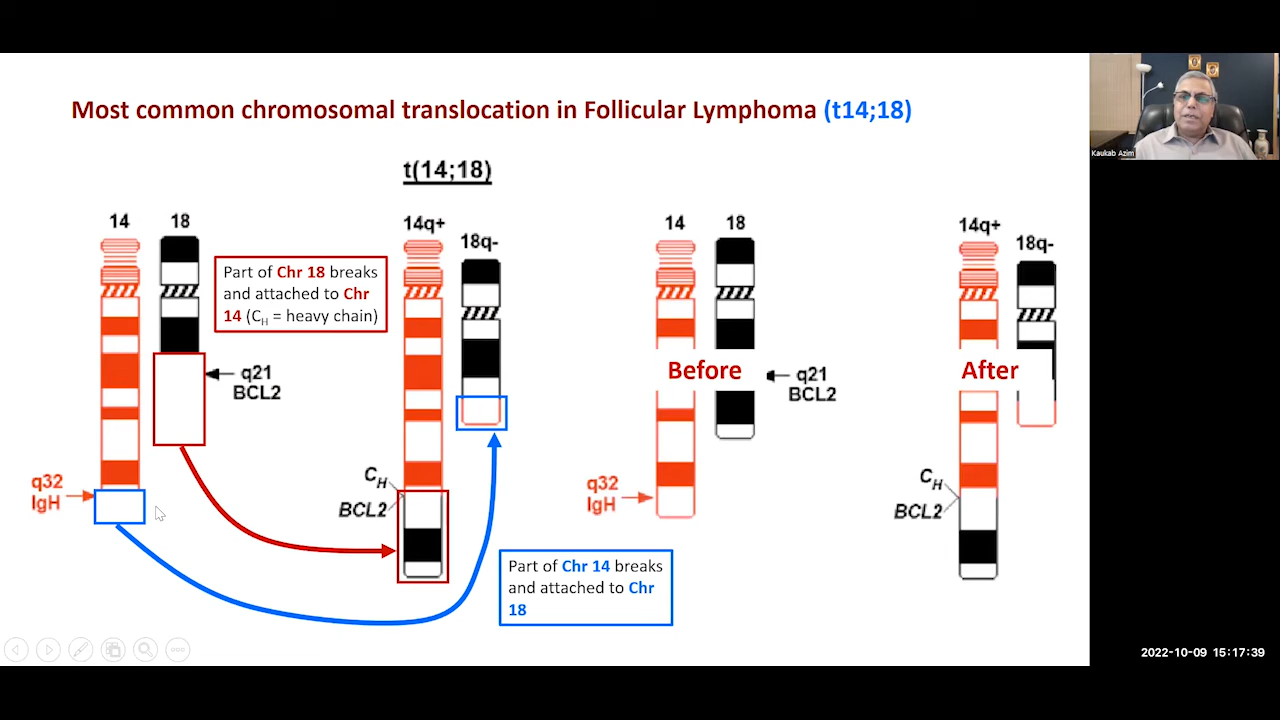 Most common chromosomal translocation in Follicular Lymphoma (t14;18)
t(14;18)
14
18
14q+
18q-
Part of Chr 18 breaks
and attached to Chr
14 (CH = heavy chain)
q21
BCL2
q32
IgH
CH
BCL2
Part of Chr 14 breaks
and attached to Chr
18
14
18
Before
q21
BCL2
q32
IgH
14q+
18q-
After
CH
BCL2
Kaukab Azim
2022-10-09 15:17:39